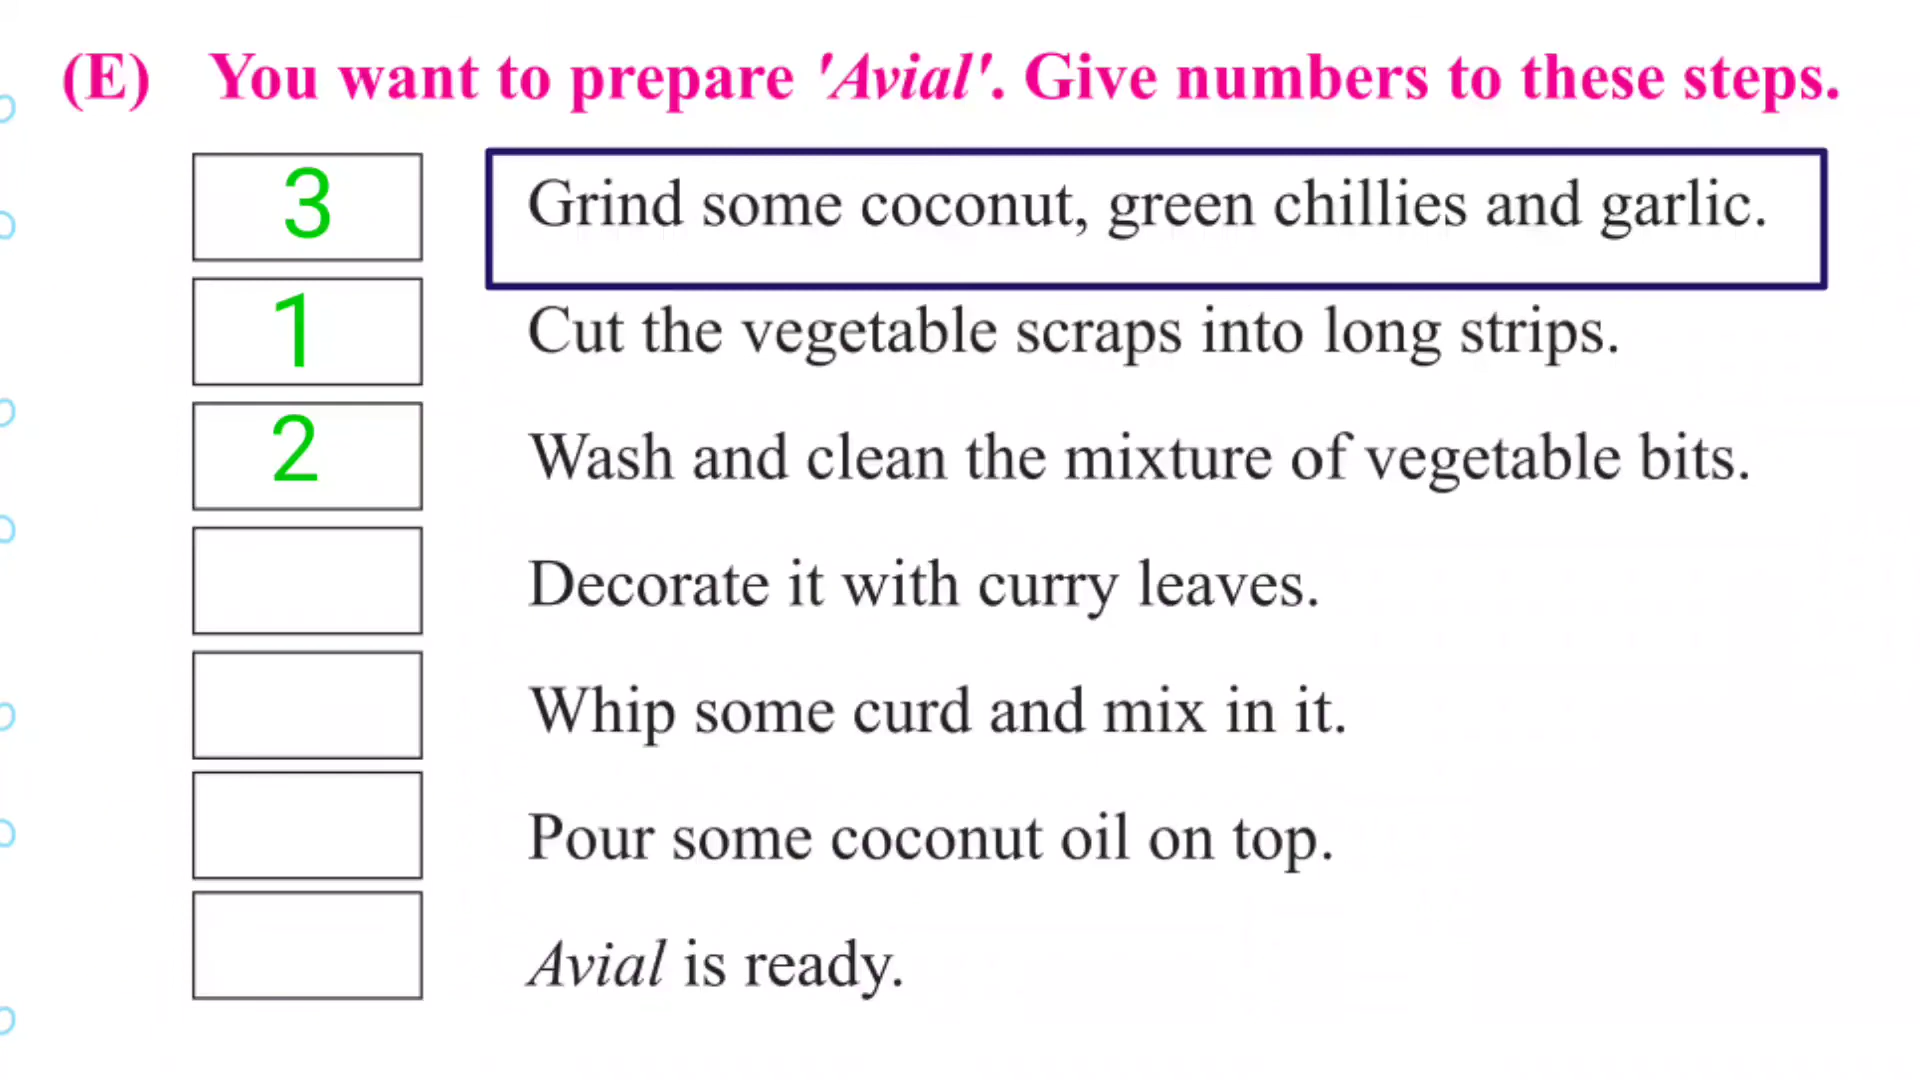 (E) You want to prepare 'Avial'. Give numbers to these steps.
3 Grind some coconut, green chillies and garlic.
1 Cut the vegetable scraps into long strips.
2 Wash and clean the mixture of vegetable bits.
Decorate it with curry leaves.
Whip some curd and mix in it.
Pour some coconut oil on top.
Avial is ready.